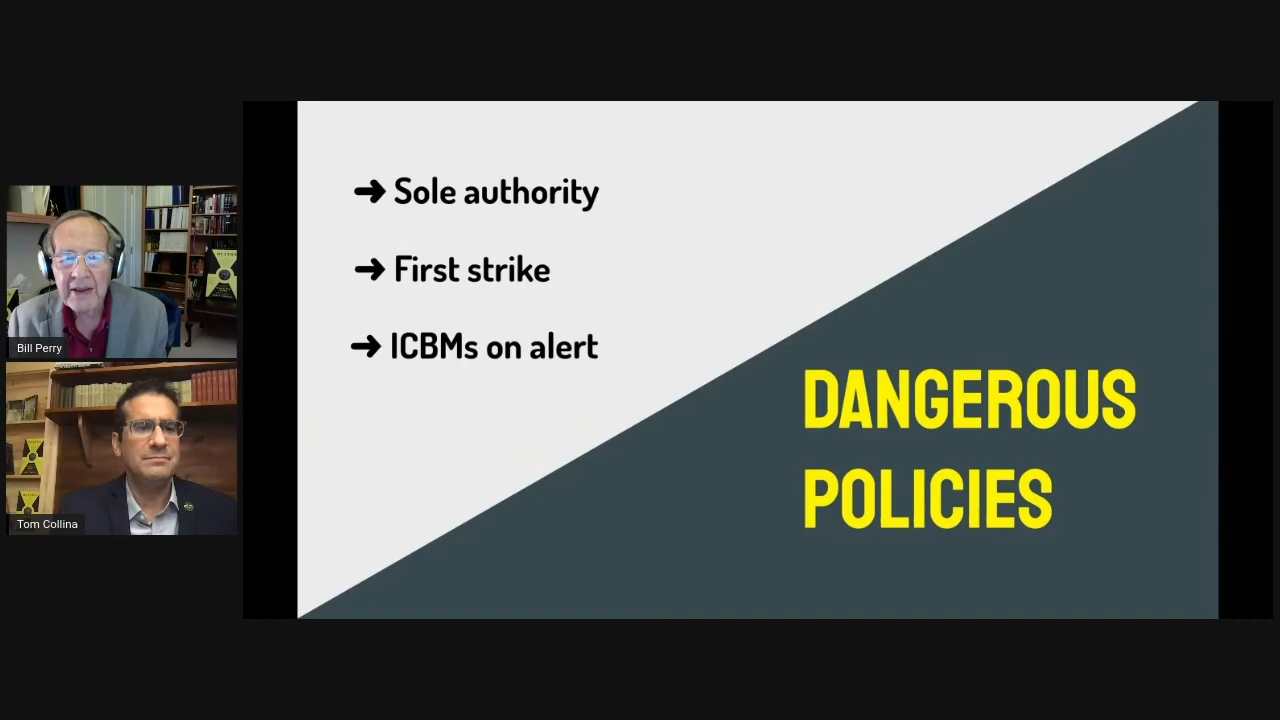 ➜ Sole authority
➜ First strike
➜ ICBMs on alert
DANGEROUS
POLICIES
Bill Perry
Tom Collina